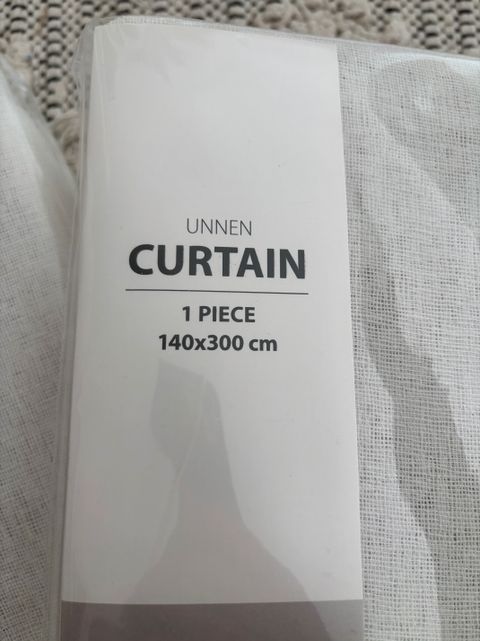 UNNEN
CURTAIN
1 PIECE
140x300 cm